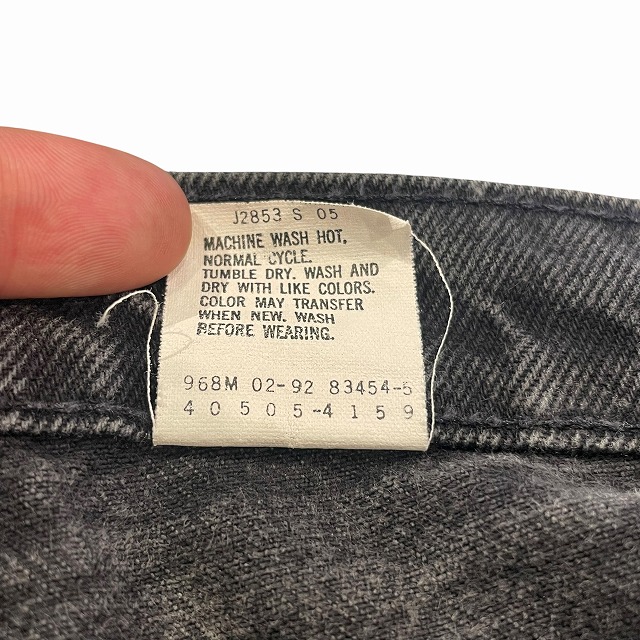 J2853 S 05
MACHINE WASH HOT,
NORMAL CYCLE.
TUMBLE DRY. WASH AND
DRY WITH LIKE COLORS.
COLOR MAY TRANSFER
WHEN NEW. WASH
BEFORE WEARING.
968M 02-92 83454-5
40505-4159